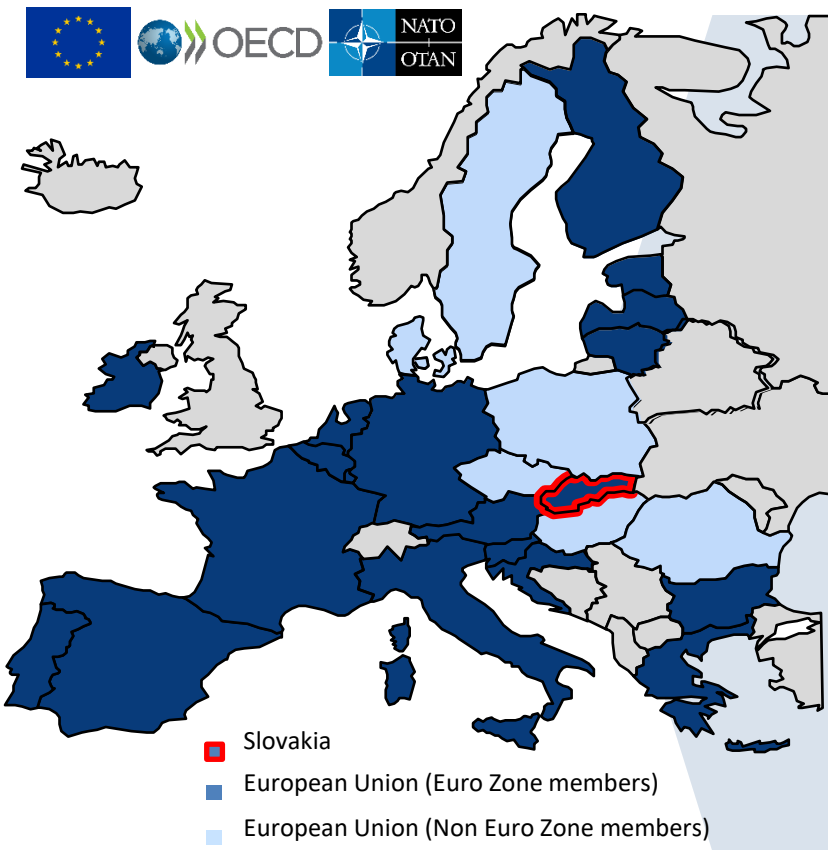 OECD
NATO
OTAN
Slovakia
European Union (Euro Zone members)
European Union (Non Euro Zone members)